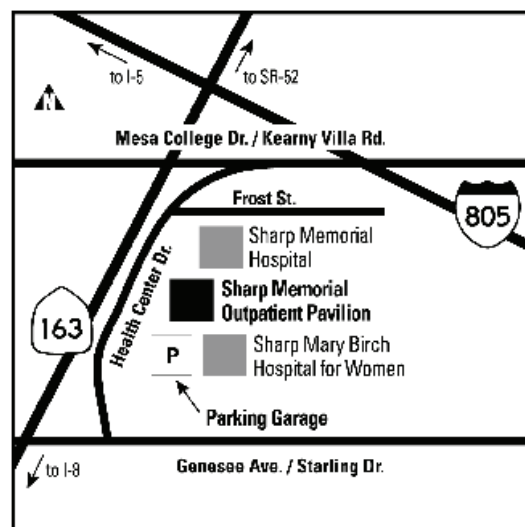 to I-5
to SR-52
N
Mesa College Dr. / Kearny Villa Rd.
Frost St.
805
Sharp Memorial
Hospital
Health Center Dr.
Sharp Memorial
Outpatient Pavilion
163
P
Sharp Mary Birch
Hospital for Women
Parking Garage
to I-8
Genesee Ave. / Starling Dr.